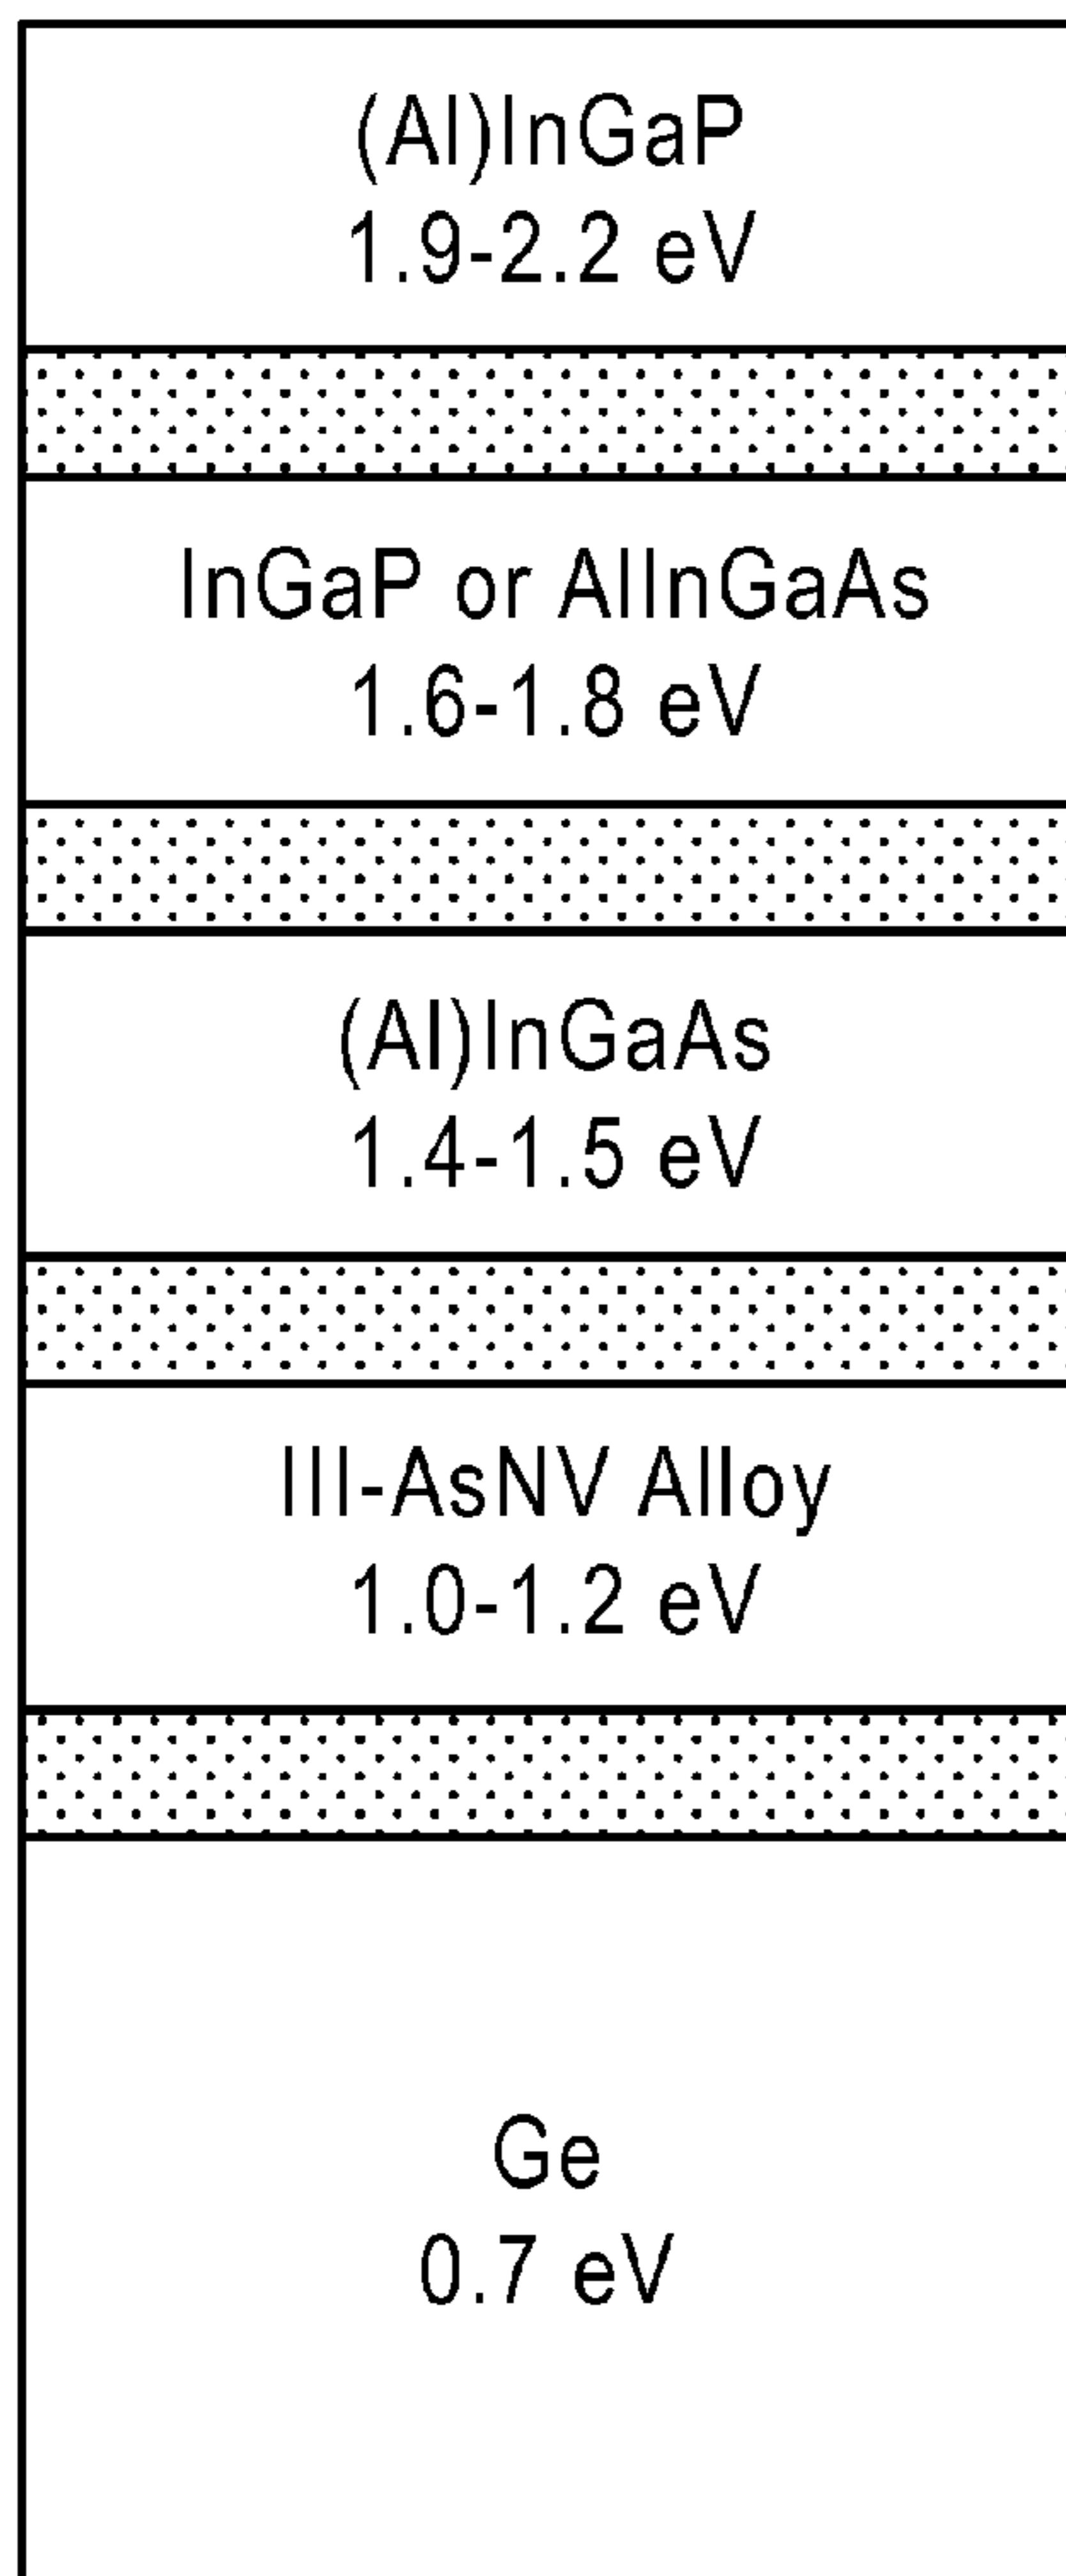 (Al)InGaP
1.9-2.2 eV
InGaP or AlInGaAs
1.6-1.8 eV
(Al)InGaAs
1.4-1.5 eV
III-AsNV Alloy
1.0-1.2 eV
Ge
0.7 eV